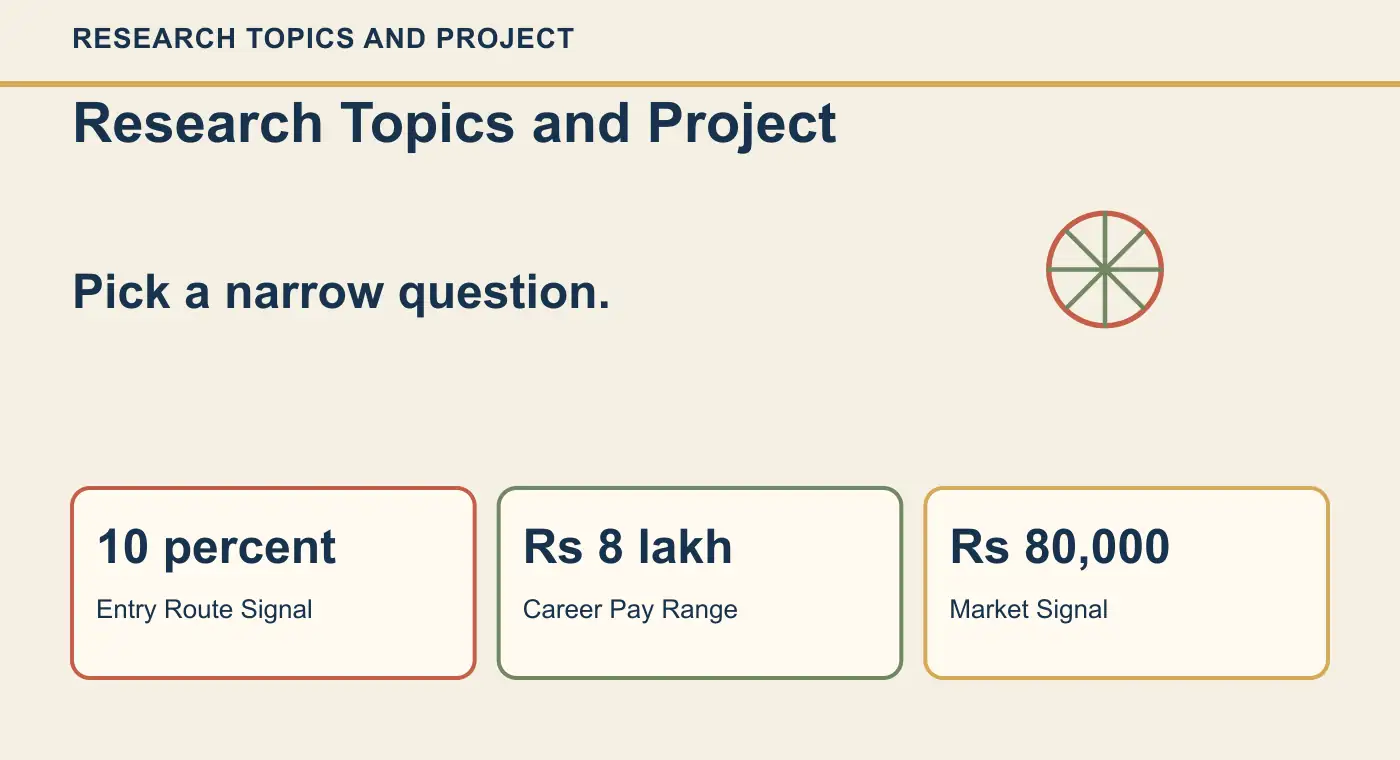 RESEARCH TOPICS AND PROJECT
Research Topics and Project
Pick a narrow question.
10 percent
Entry Route Signal
Rs 8 lakh
Career Pay Range
Rs 80,000
Market Signal